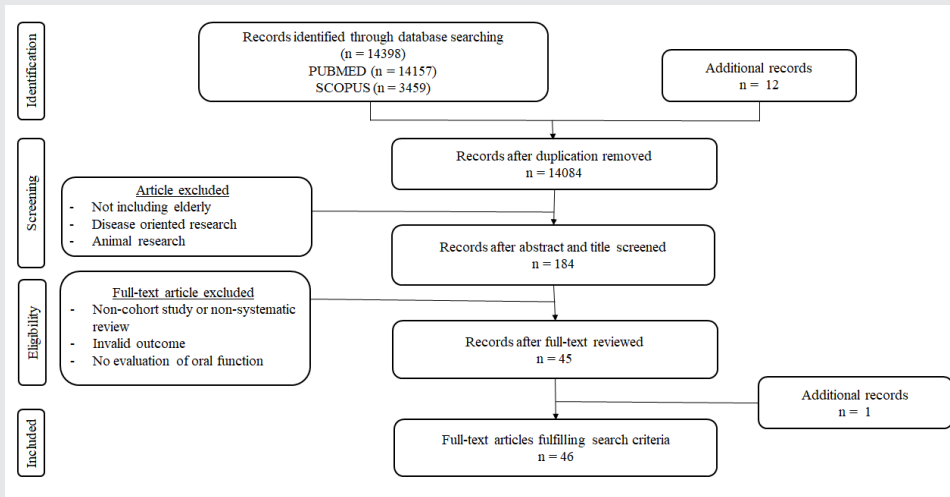 Identification
Records identified through database searching
(n = 14398)
PUBMED (n = 14157)
SCOPUS (n = 3459)
Additional records
n = 12
Screening
Records after duplication removed
n = 14084
Article excluded
- Not including elderly
- Disease oriented research
- Animal research
Records after abstract and title screened
n = 184
Eligibility
Full-text article excluded
- Non-cohort study or non-systematic
review
- Invalid outcome
- No evaluation of oral function
Records after full-text reviewed
n = 45
Additional records
n = 1
Included
Full-text articles fulfilling search criteria
n = 46